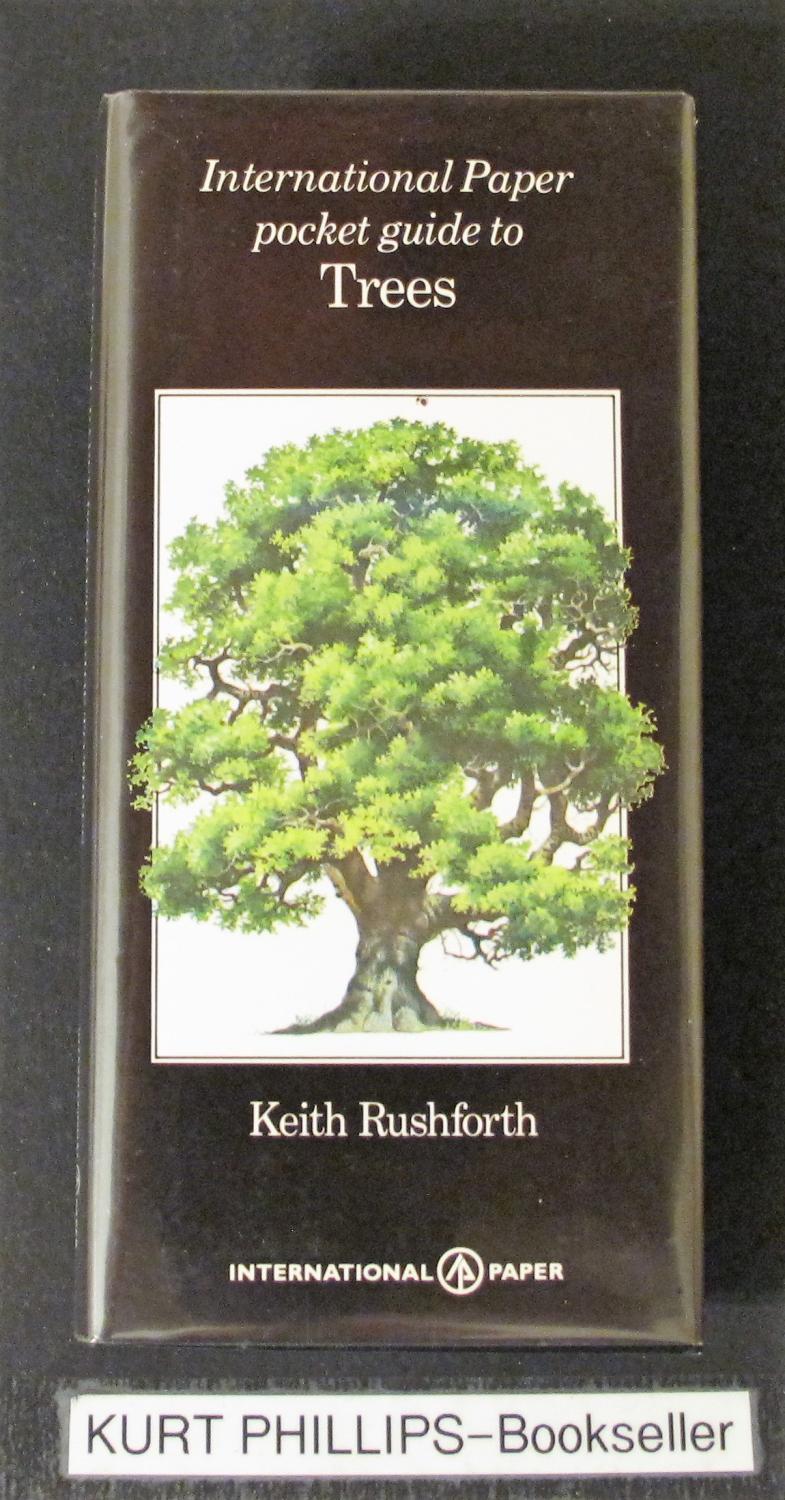 International Paper
pocket guide to
Trees
Keith Rushforth
INTERNATIONAL PAPER
KURT PHILLIPS–Bookseller